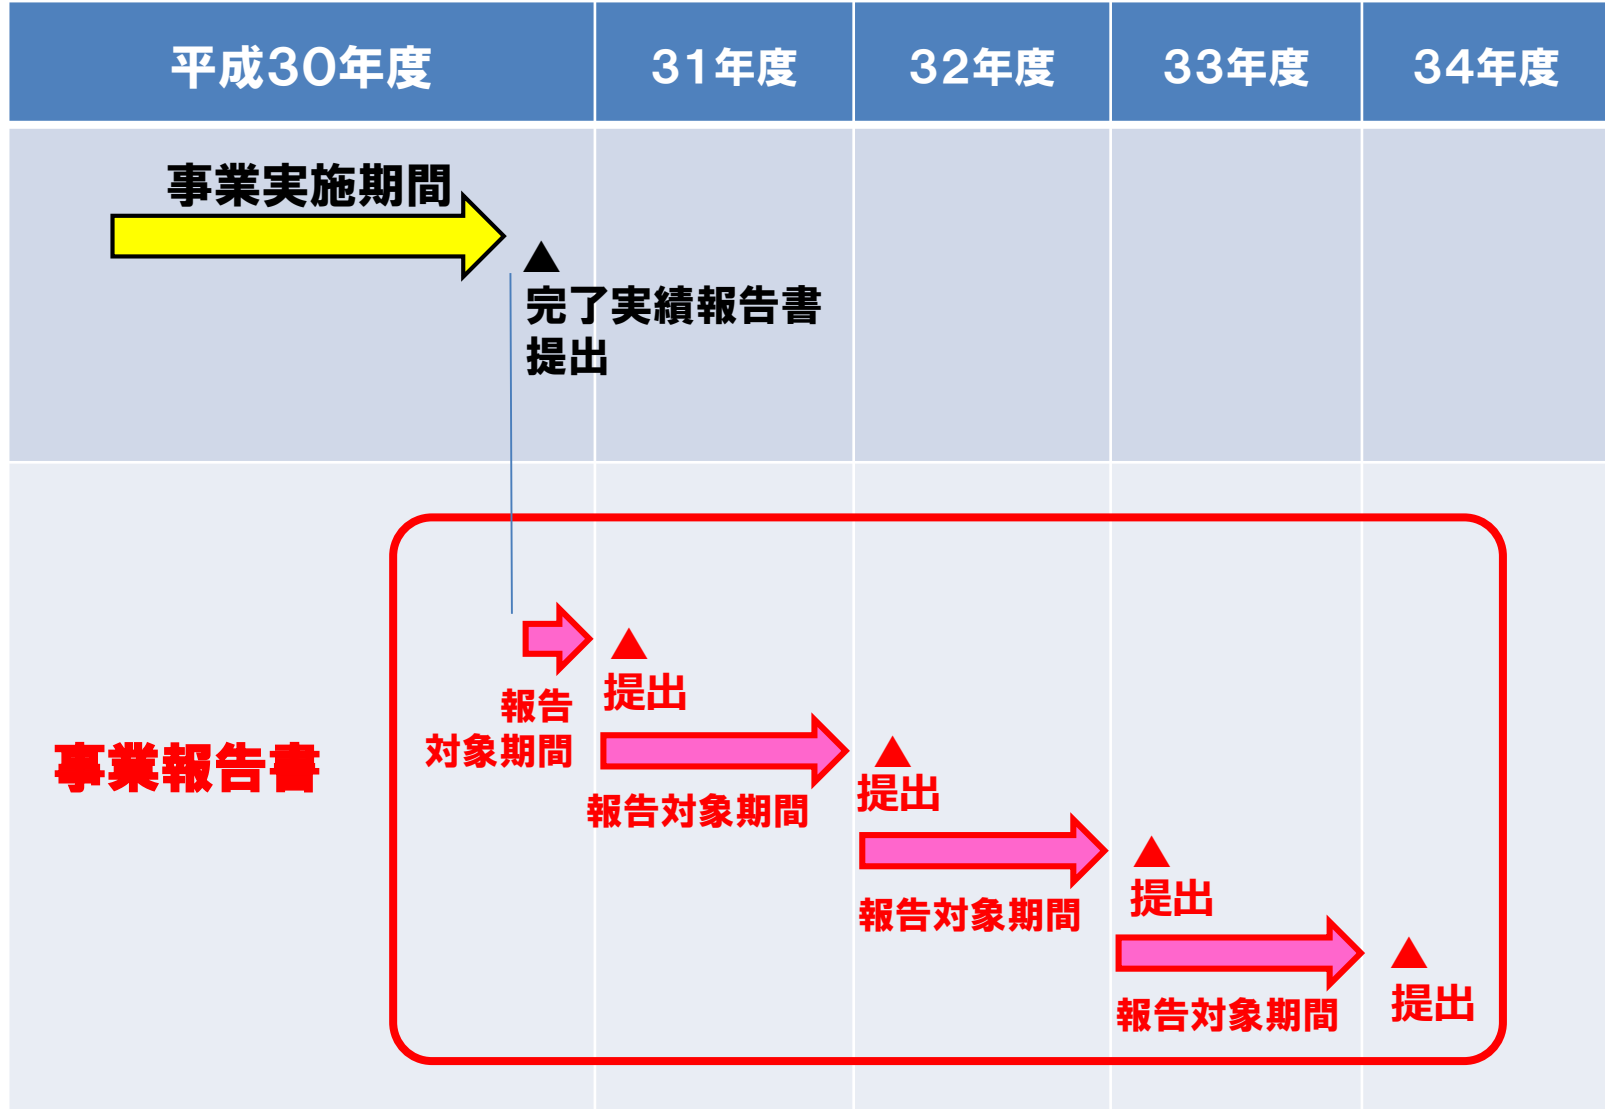 平成30年度
31年度
32年度
33年度
34年度
事業実施期間
▲
完了実績報告書
提出
事業報告書
報告
対象期間
▲
提出
報告対象期間
▲
提出
報告対象期間
▲
提出
報告対象期間
▲
提出